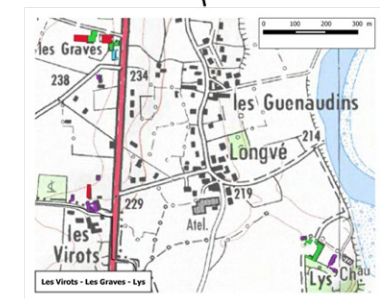 0 100 200 300 m
les Graves
238
234
les Guenaudins
214
Longvé
219
229
Atel.
les
Virots
Lys Chau
Les Virots - Les Graves - Lys